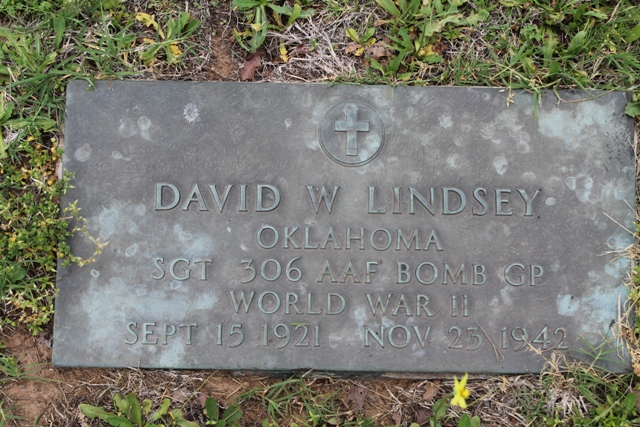 DAVID W LINDSEY
OKLAHOMA
SGT 306 AAF BOMB GP
WORLD WAR II
SEPT 15 1921 NOV 23 1942